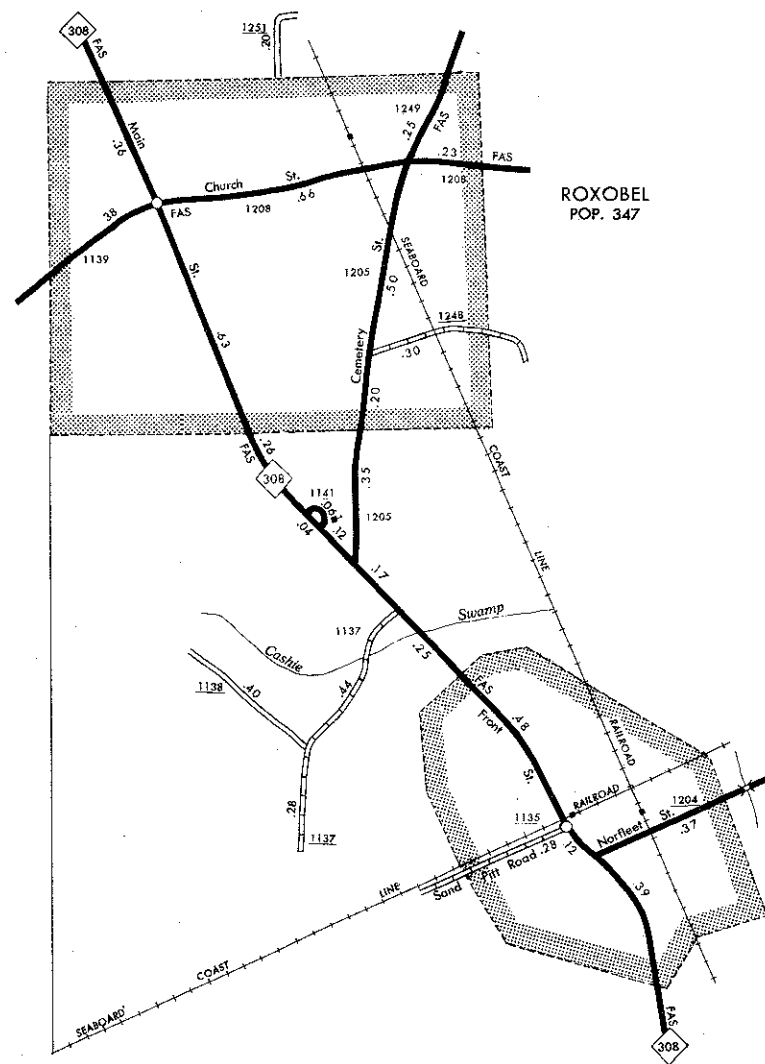 1251
.20
308
FAS
Main
.36
1249
.25
FAS
.23
FAS
1208
Church
St.
.66
1208
FAS
.38
1139
ROXOBEL
POP. 347
St.
.63
St.
1205
.50
Cemetery
SEABOARD
1248
.30
.20
.26
FAS
308
.35
1205
1141
.06
.12
.04
COAST
LINE
.17
1137
Cashie
Swamp
.25
1138
.40
.44
.28
1137
FAS
Front
.48
St.
RAILROAD
RAILROAD
1135
Sand Pitt Road .28
.12
Norfleet
St.
1204
.37
.39
LINE
COAST
SEABOARD
FAS
308